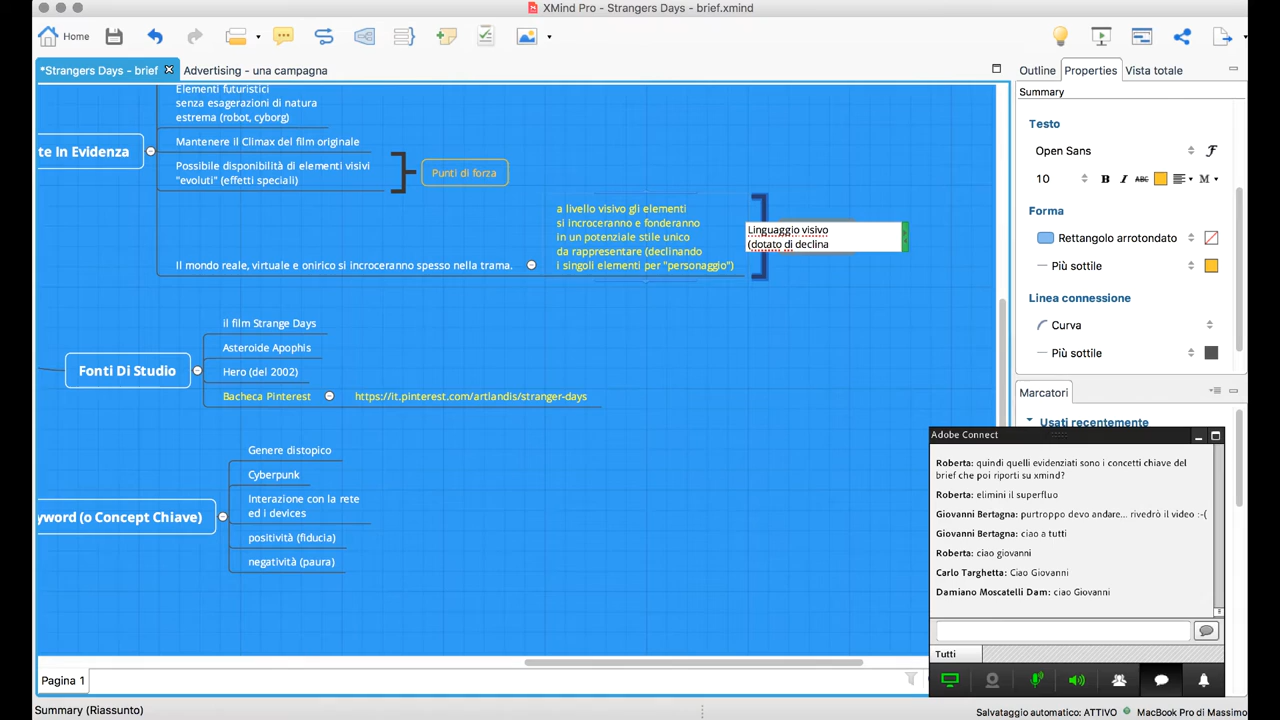 XMind Pro - Strangers Days - brief.xmind
Home
*Strangers Days - brief
Advertising - una campagna
Outline
Properties
Vista totale
Summary
Testo
Open Sans
10
B I ABC M
Forma
Rettangolo arrotondato
Più sottile
Linea connessione
Curva
Più sottile
Marcatori
Usati recentemente
Elementi futuristici
senza esagerazioni di natura
estrema (robot, cyborg)
te In Evidenza
Mantenere il Climax del film originale
Possibile disponibilità di elementi visivi
"evoluti" (effetti speciali)
Punti di forza
a livello visivo gli elementi
si incroceranno e fonderanno
in un potenziale stile unico
da rappresentare (declinando
i singoli elementi per "personaggio")
Linguaggio visivo
(dotato di declina
Il mondo reale, virtuale e onirico si incroceranno spesso nella trama.
il film Strange Days
Asteroide Apophis
Fonti Di Studio
Hero (del 2002)
Bacheca Pinterest
https://it.pinterest.com/artlandis/stranger-days
Genere distopico
Cyberpunk
Interazione con la rete
ed i devices
yword (o Concept Chiave)
positività (fiducia)
negatività (paura)
Adobe Connect
Roberta: quindi quelli evidenziati sono i concetti chiave del
brief che poi riporti su xmind?
Roberta: elimini il superfluo
Giovanni Bertagna: purtroppo devo andare... rivedrò il video :-(
Giovanni Bertagna: ciao a tutti
Roberta: ciao giovanni
Carlo Targhetta: Ciao Giovanni
Damiano Moscatelli Dam: ciao Giovanni
Tutti
Pagina 1
Summary (Riassunto)
Salvataggio automatico: ATTIVO
MacBook Pro di Massimo